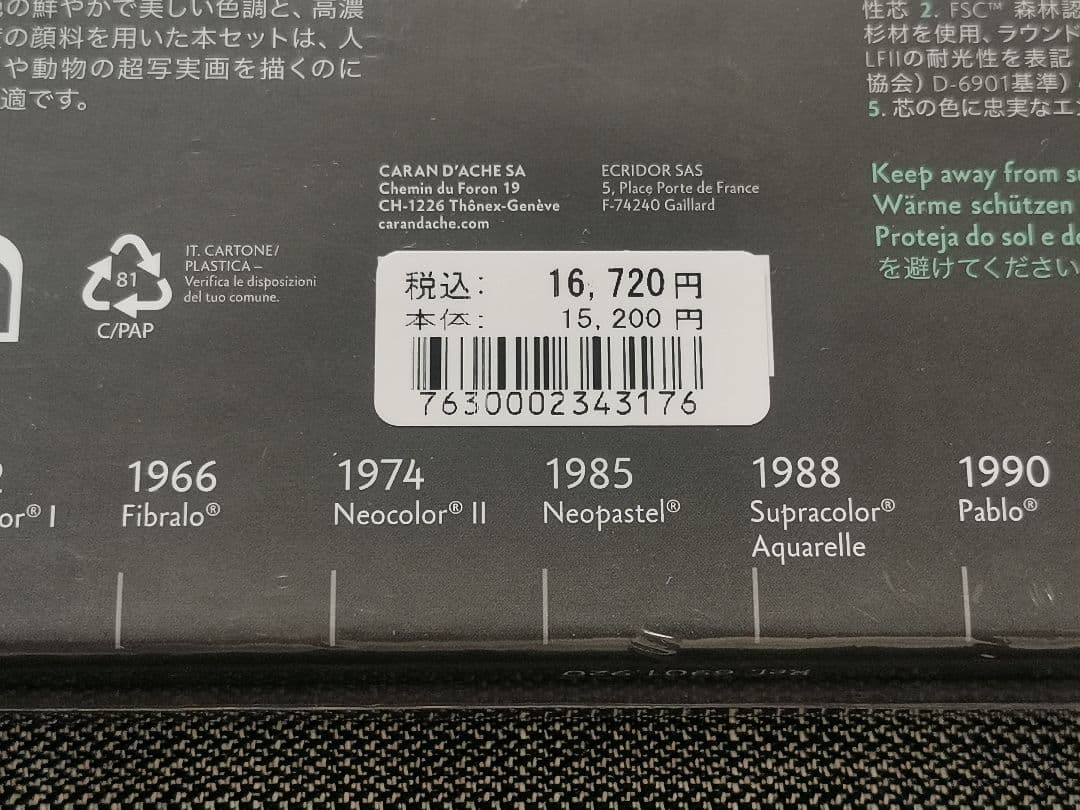 の鮮やかで美しい色調と、高濃
の顔料を用いた本セットは、人
や動物の超写実画を描くのに
適です。
性芯 2. FSC™ 森林認
杉材を使用、ラウンド
LFIIの耐光性を表記
協会) D-6901基準)
5. 芯の色に忠実なエ
CARAN D'ACHE SA
Chemin du Foron 19
CH-1226 Thônex-Genève
carandache.com
ECRIDOR SAS
5, Place Porte de France
F-74240 Gaillard
Keep away from su
Wärme schützen
Proteja do sol e de
を避けてください
81
C/PAP
IT. CARTONE/
PLASTICA –
Verifica le disposizioni
del tuo comune.
税込: 16,720円
本体: 15,200円
7630002343176
or® I
1966
Fibralo®
1974
Neocolor® II
1985
Neopastel®
1988
Supracolor®
Aquarelle
1990
Pablo®